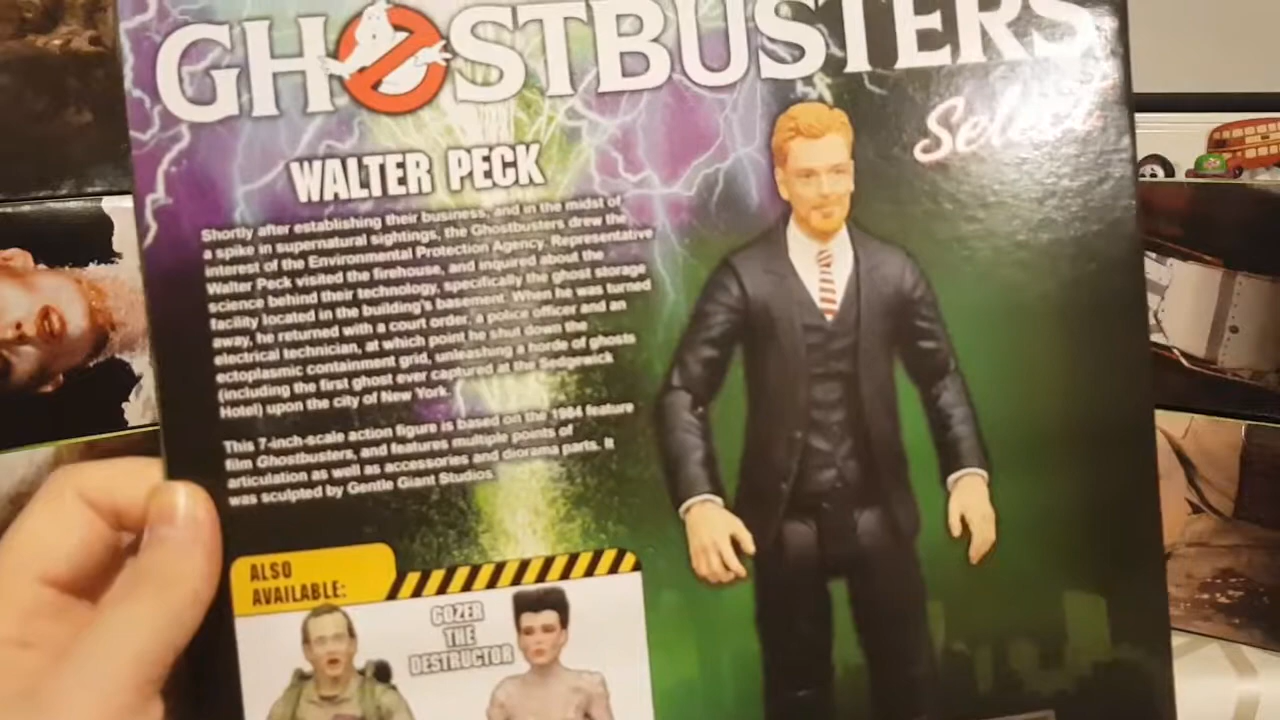 GHOSTBUSTERS
Select
WALTER PECK
Shortly after establishing their business, and in the midst of
a spike in supernatural sightings, the Ghostbusters drew the
interest of the Environmental Protection Agency. Representative
Walter Peck visited the firehouse, and inquired about the
science behind their technology, specifically the ghost storage
facility located in the building's basement. When he was turned
away, he returned with a court order, a police officer and an
electrical technician, at which point he shut down the
ectoplasmic containment grid, unleashing a horde of ghosts
(including the first ghost ever captured at the Sedgewick
Hotel) upon the city of New York.
This 7-inch-scale action figure is based on the 1984 feature
film Ghostbusters, and features multiple points of
articulation as well as accessories and diorama parts. It
was sculpted by Gentle Giant Studios.
ALSO
AVAILABLE:
GOZER
THE
DESTRUCTOR